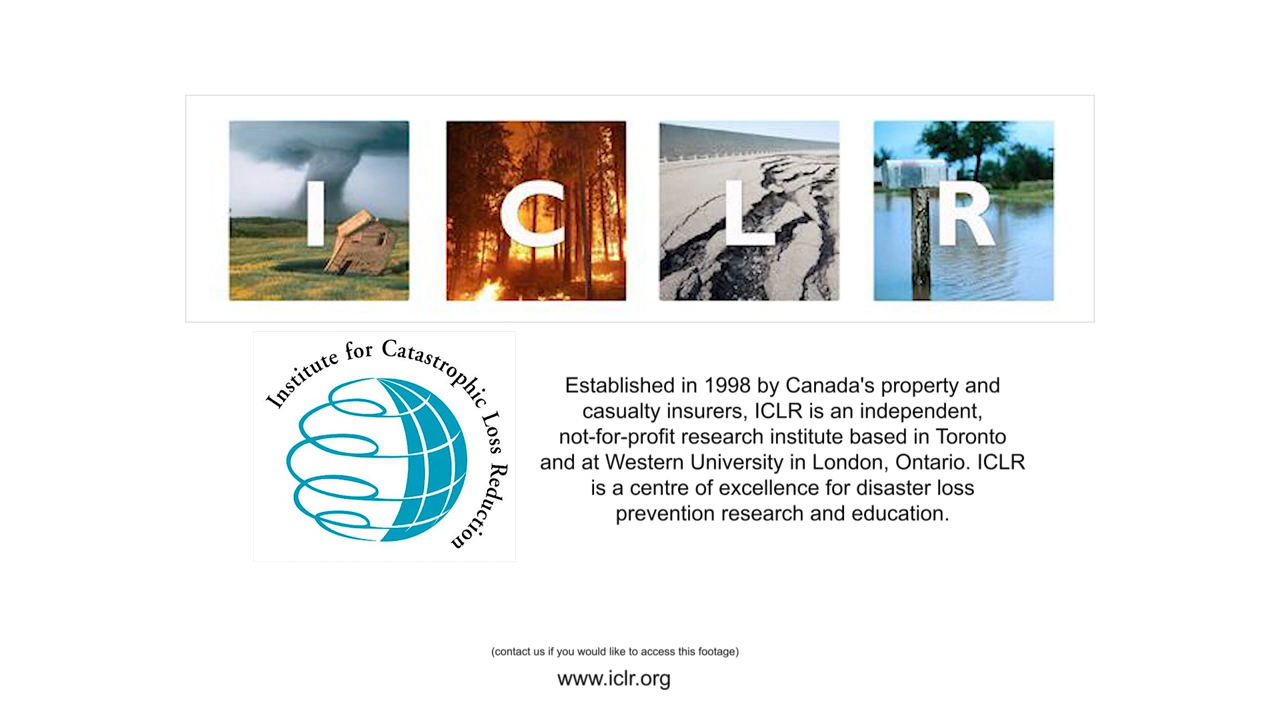 I C L R
Institute for Catastrophic Loss Reduction
Established in 1998 by Canada's property and
casualty insurers, ICLR is an independent,
not-for-profit research institute based in Toronto
and at Western University in London, Ontario. ICLR
is a centre of excellence for disaster loss
prevention research and education.
(contact us if you would like to access this footage)
www.iclr.org